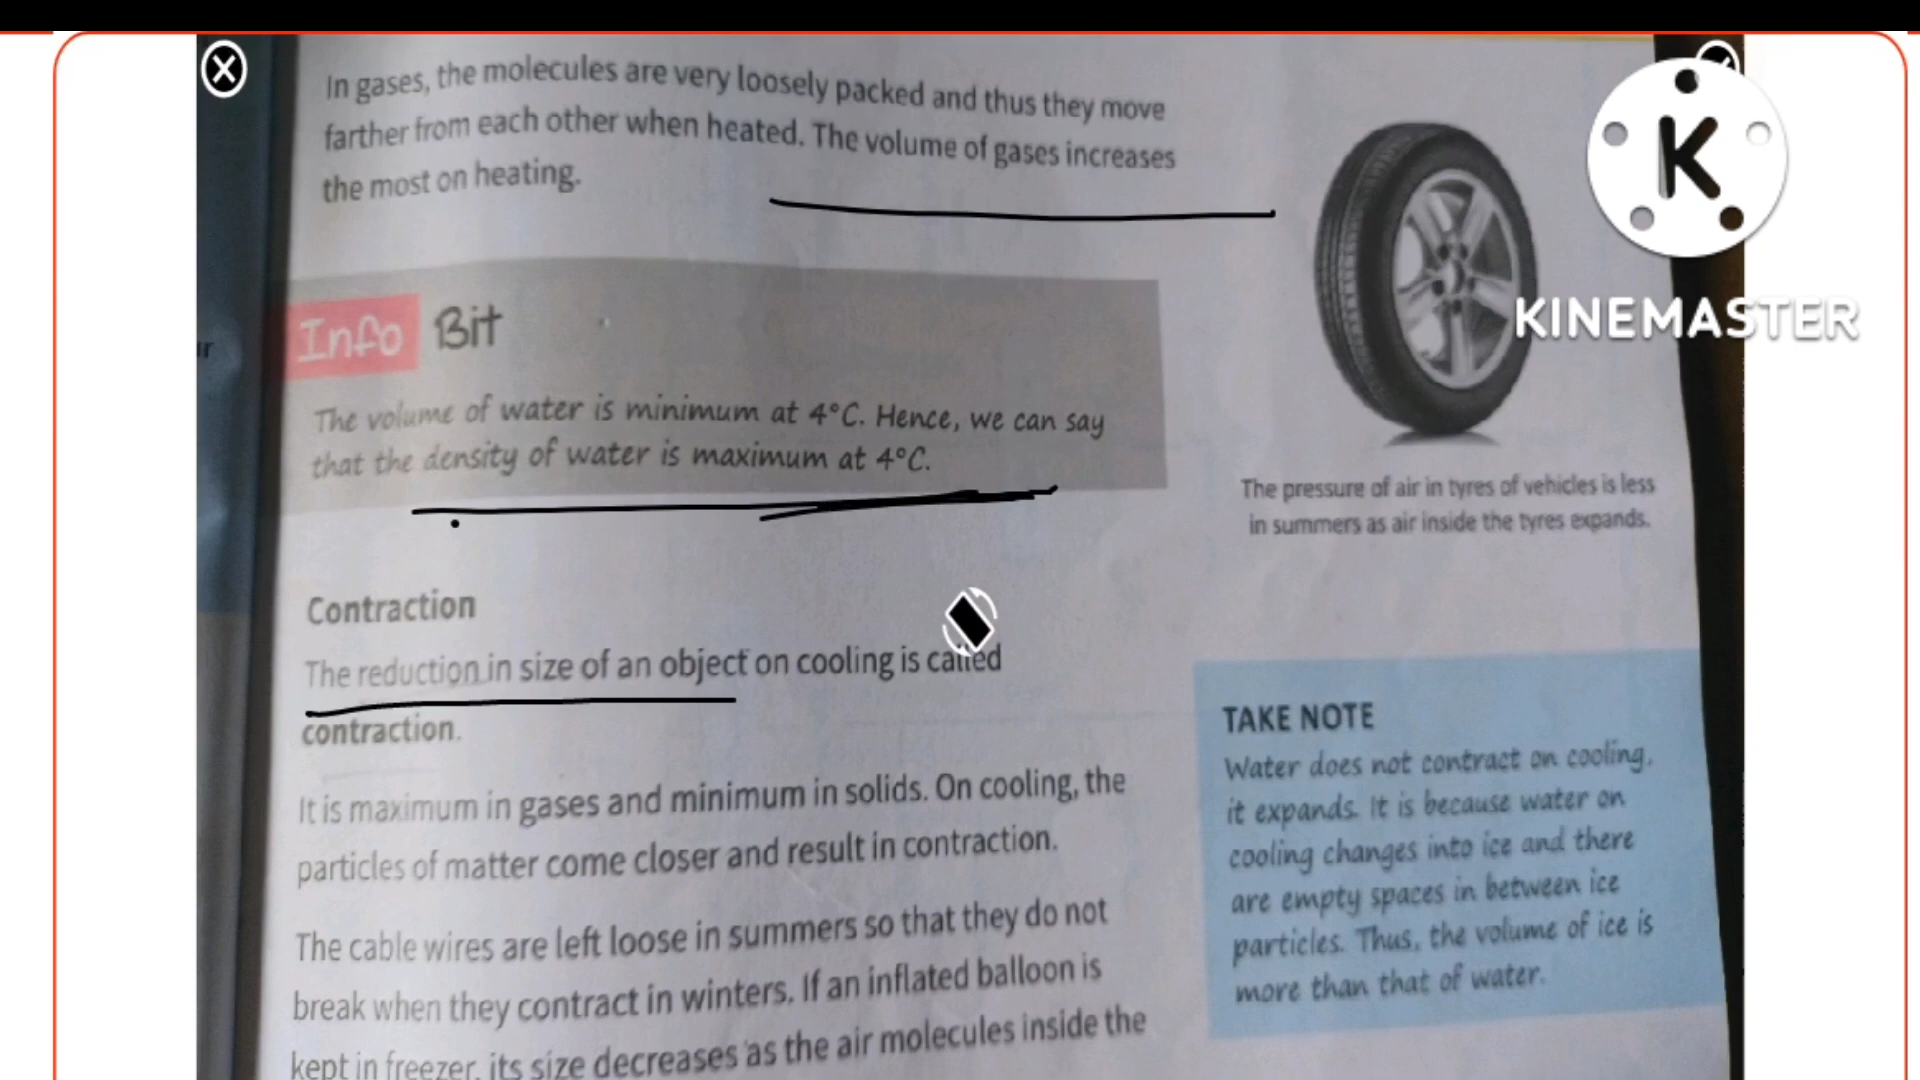 In gases, the molecules are very loosely packed and thus they move
farther from each other when heated. The volume of gases increases
the most on heating.
K
KINEMASTER
Info Bit
The volume of water is minimum at 4°C. Hence, we can say
that the density of water is maximum at 4°C.
The pressure of air in tyres of vehicles is less
in summers as air inside the tyres expands.
Contraction
The reduction in size of an object on cooling is called
contraction.
It is maximum in gases and minimum in solids. On cooling, the
particles of matter come closer and result in contraction.
The cable wires are left loose in summers so that they do not
break when they contract in winters. If an inflated balloon is
kept in freezer, its size decreases as the air molecules inside the
TAKE NOTE
Water does not contract on cooling,
it expands. It is because water on
cooling changes into ice and there
are empty spaces in between ice
particles. Thus, the volume of ice is
more than that of water.